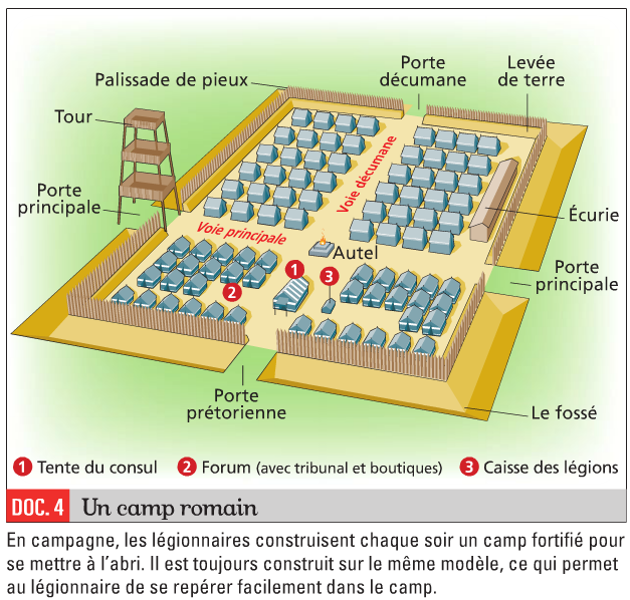 Porte
décumane
Levée
de terre
Palissade de pieux
Tour
Voie décumane
Porte
principale
Écurie
Voie principale
Autel
1
3
2
Porte
principale
Porte
prétorienne
Le fossé
1 Tente du consul 2 Forum (avec tribunal et boutiques) 3 Caisse des légions
DOC. 4 Un camp romain
En campagne, les légionnaires construisent chaque soir un camp fortifié pour
se mettre à l’abri. Il est toujours construit sur le même modèle, ce qui permet
au légionnaire de se repérer facilement dans le camp.